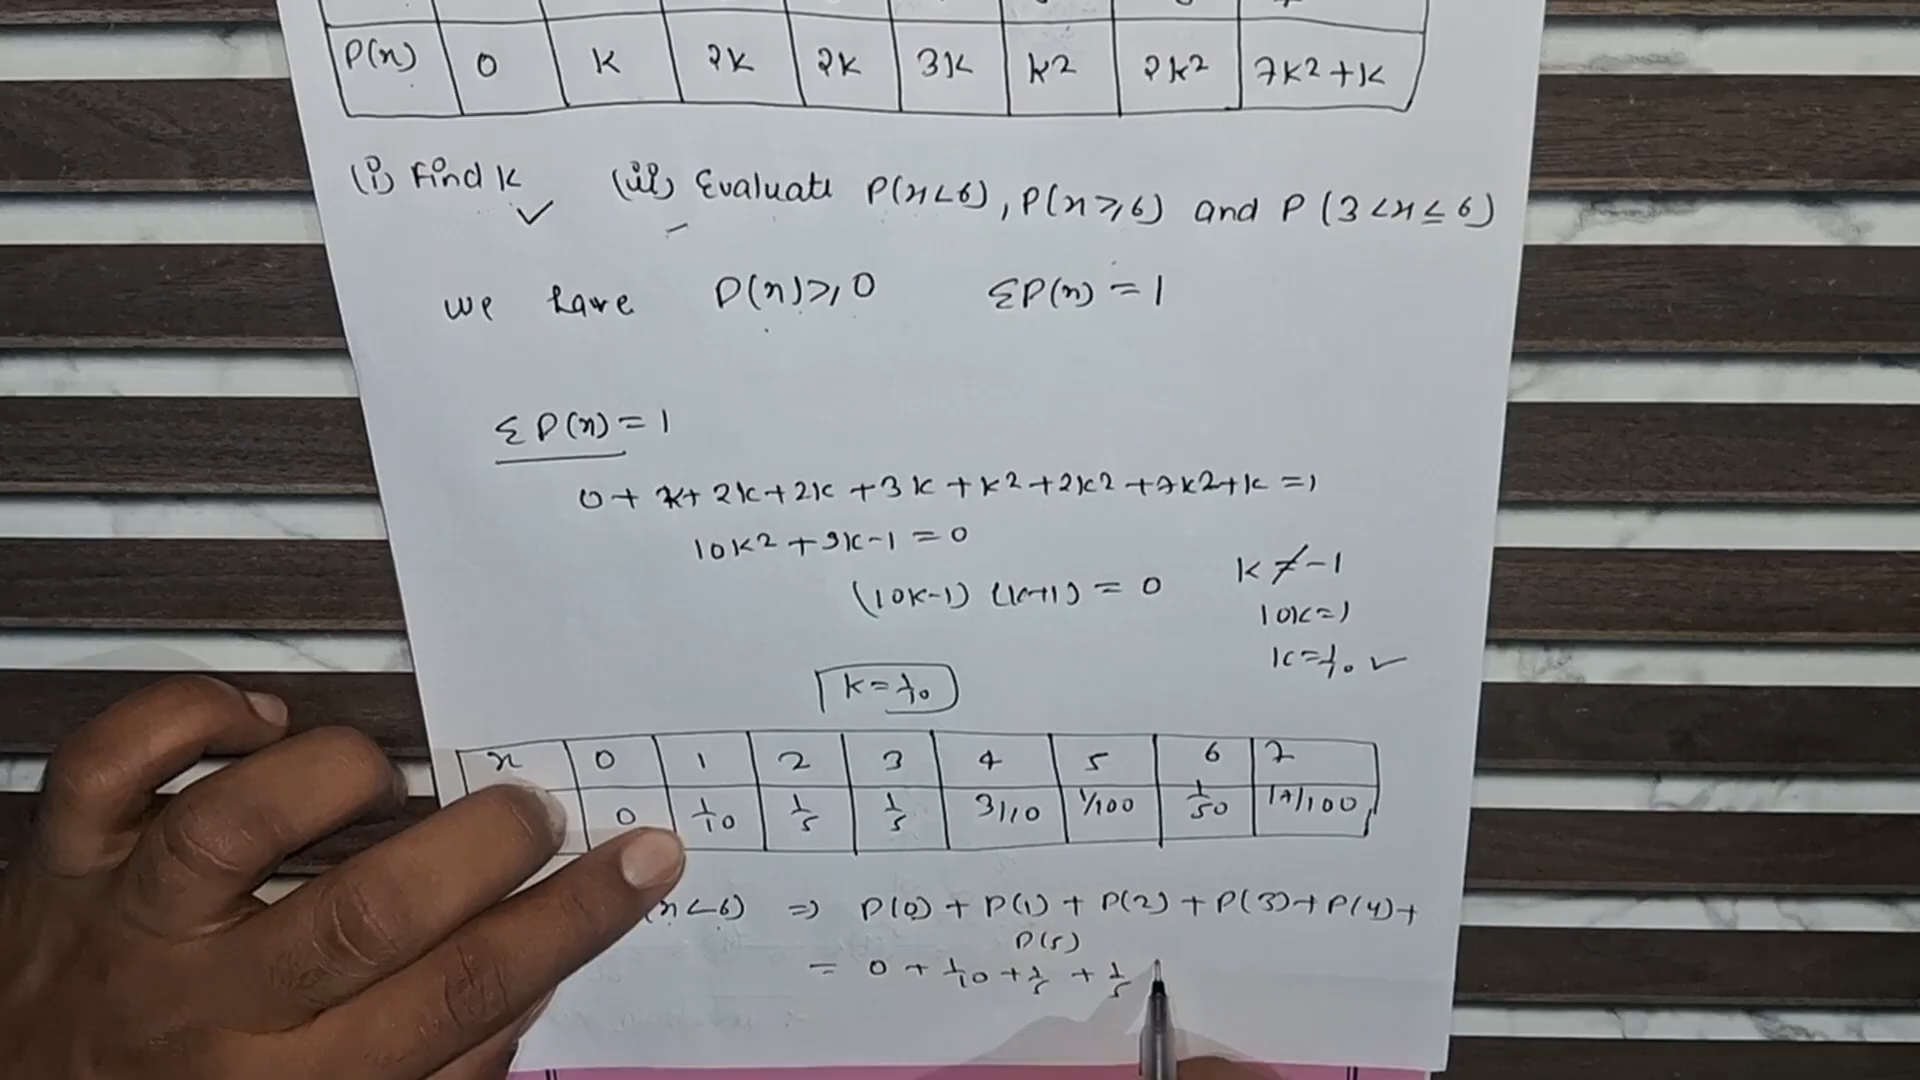 P(x) 0 k 2k 2k 3k k2 2k2 7k2+k
(i) Find k (ii) Evaluate P(x<6), P(x≥6) and P(3<x≤6)
we have P(x)≥0 ΣP(x) = 1
ΣP(x) = 1
0 + k + 2k + 2k + 3k + k2 + 2k2 + 7k2 + k = 1
10k2 + 9k - 1 = 0
(10k-1) (k+1) = 0
k ≠ -1
10k = 1
k = 1/10 ✓
k = 1/10
x 0 1 2 3 4 5 6 7
0 1/10 1/5 1/5 3/10 1/100 1/50 17/100
(x<6) ⇒ P(0) + P(1) + P(2) + P(3) + P(4) +
P(5)
= 0 + 1/10 + 1/5 + 1/5